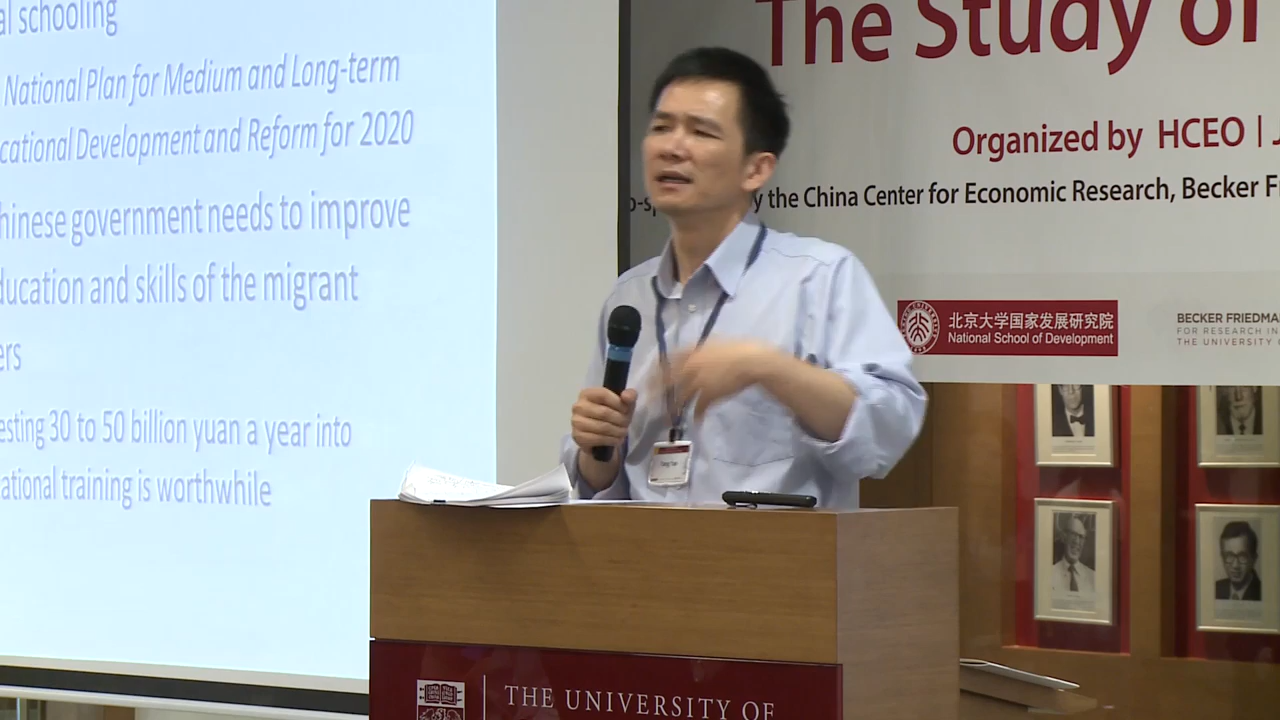 al schooling
National Plan for Medium and Long-term
cational Development and Reform for 2020
hinese government needs to improve
ducation and skills of the migrant
ers
esting 30 to 50 billion yuan a year into
ational training is worthwhile
The Study of
Organized by HCEO |
y the China Center for Economic Research, Becker F
北京大学国家发展研究院
National School of Development
BECKER FRIEDMA
FOR RESEARCH IN
THE UNIVERSITY
THE UNIVERSITY OF